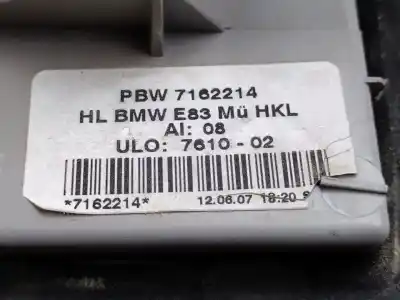 PBW 7162214
HL BMW E83 Mü HKL
AI: 08
ULO: 7610 - 02
*7162214* 12.06.07 18:20